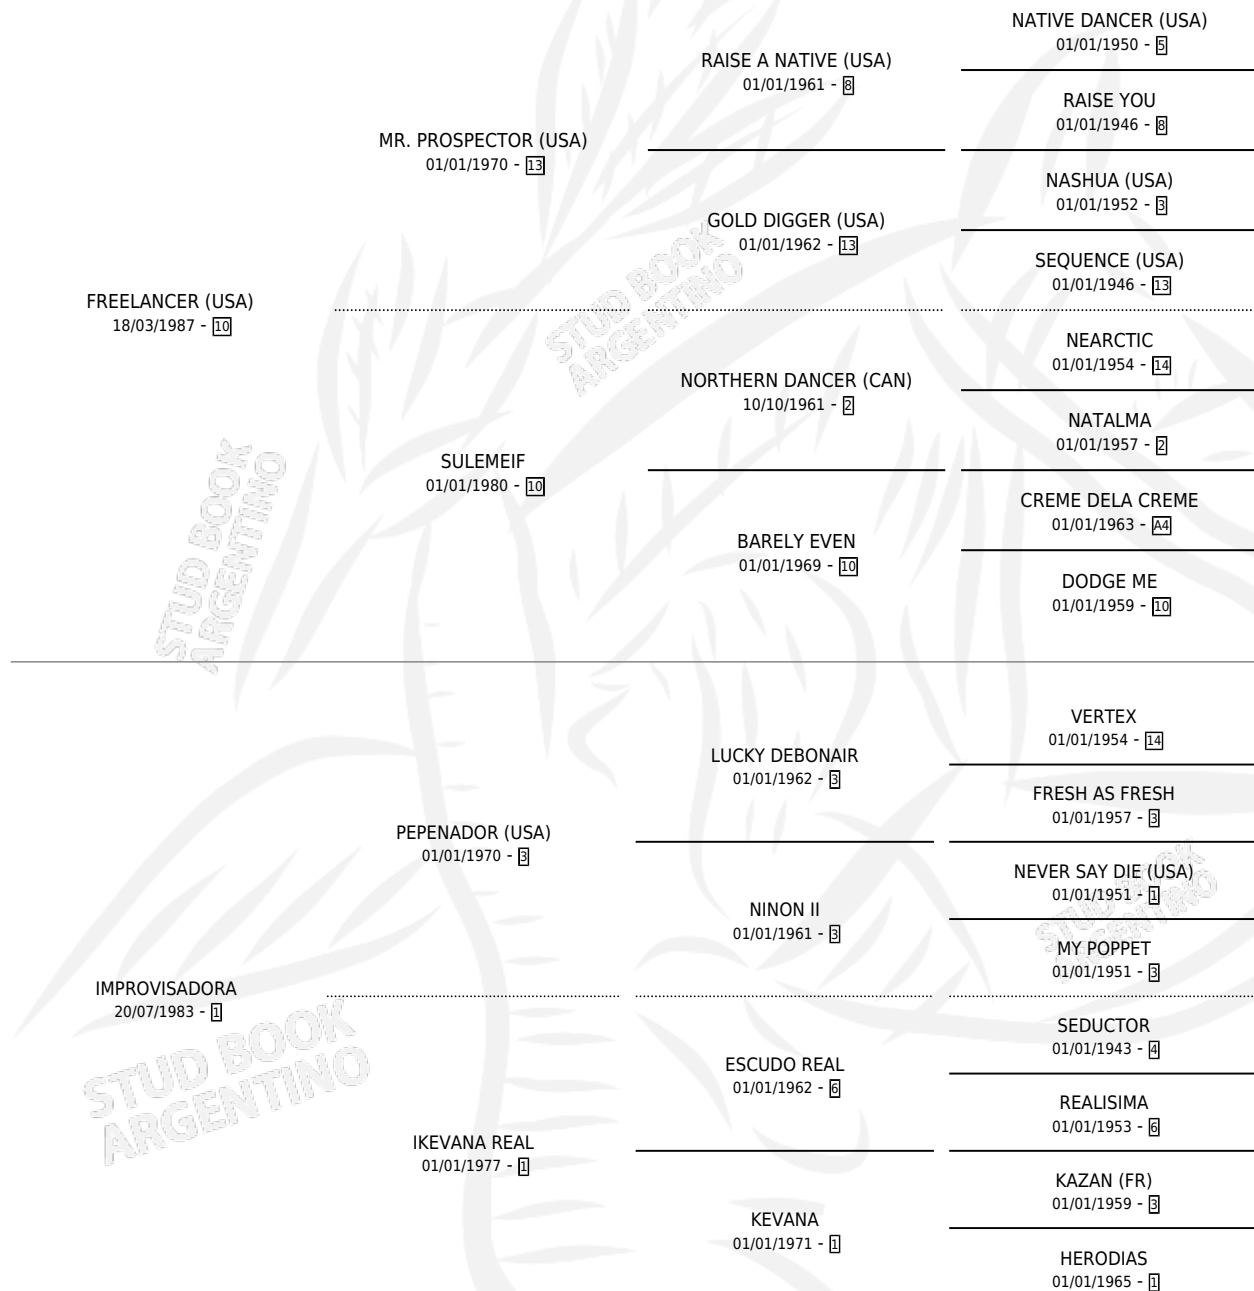 NATIVE DANCER (USA)
01/01/1950 - 5
RAISE A NATIVE (USA)
01/01/1961 - 8
RAISE YOU
01/01/1946 - 8
MR. PROSPECTOR (USA)
01/01/1970 - 13
NASHUA (USA)
01/01/1952 - 3
GOLD DIGGER (USA)
01/01/1962 - 13
SEQUENCE (USA)
01/01/1946 - 13
FREELANCER (USA)
18/03/1987 - 10
STUD BOOK
ARGENTINO
NEARCTIC
01/01/1954 - 14
NORTHERN DANCER (CAN)
10/10/1961 - 2
NATALMA
01/01/1957 - 2
SULEMEIF
01/01/1980 - 10
CREME DELA CREME
01/01/1963 - A4
BARELY EVEN
01/01/1969 - 10
DODGE ME
01/01/1959 - 10
STUD BOOK
ARGENTINO
VERTEX
01/01/1954 - 14
LUCKY DEBONAIR
01/01/1962 - 3
FRESH AS FRESH
01/01/1957 - 3
PEPENADOR (USA)
01/01/1970 - 3
NEVER SAY DIE (USA)
01/01/1951 - 1
NINON II
01/01/1961 - 3
MY POPPET
01/01/1951 - 3
STUD BOOK
ARGENTINO
IMPROVISADORA
20/07/1983 - 1
SEDUCTOR
01/01/1943 - 4
ESCUDO REAL
01/01/1962 - 6
REALISIMA
01/01/1953 - 6
STUD BOOK
ARGENTINO
IKEVANA REAL
01/01/1977 - 1
KAZAN (FR)
01/01/1959 - 3
KEVANA
01/01/1971 - 1
HERODIAS
01/01/1965 - 1